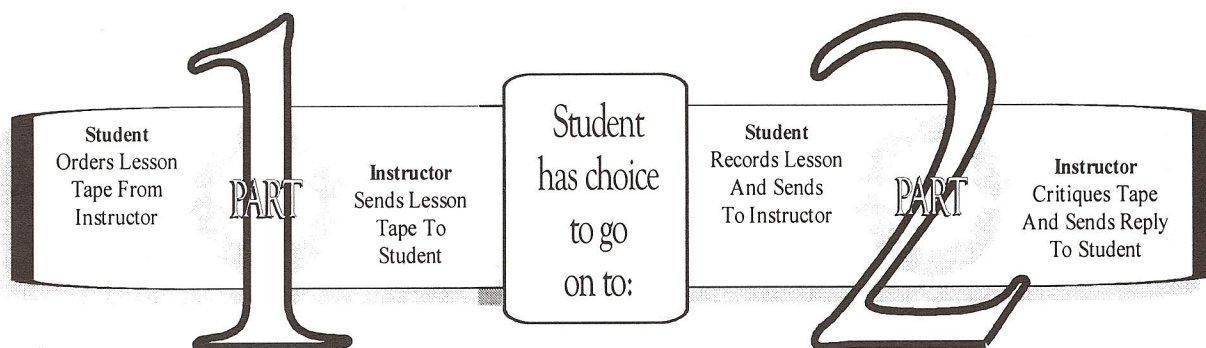 Student
Orders Lesson
Tape From
Instructor
1
PART
Instructor
Sends Lesson
Tape To
Student
Student
has choice
to go
on to:
Student
Records Lesson
And Sends
To Instructor
2
PART
Instructor
Critiques Tape
And Sends Reply
To Student